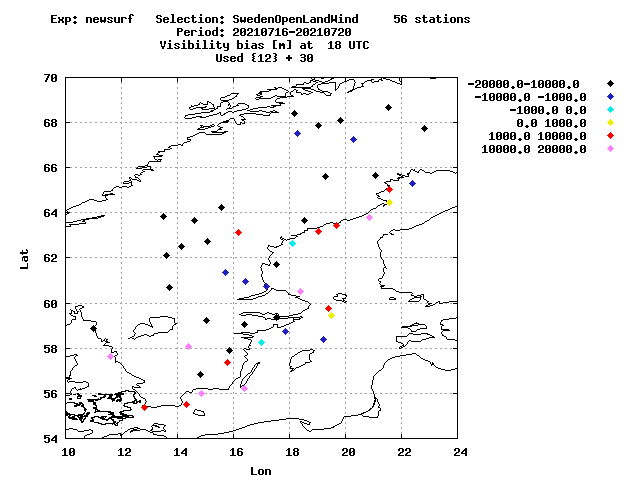 Exp: newsurf   Selection: SwedenOpenLandWind     56 stations
Period: 20210716-20210720
Visibility bias [m] at  18 UTC
Used {12} + 30
-20000.0-10000.0
-10000.0 -1000.0
-1000.0 0.0
0.0 1000.0
1000.0 10000.0
10000.0 20000.0
70
68
66
64
62
60
58
56
54
Lat
10 12 14 16 18 20 22 24
Lon